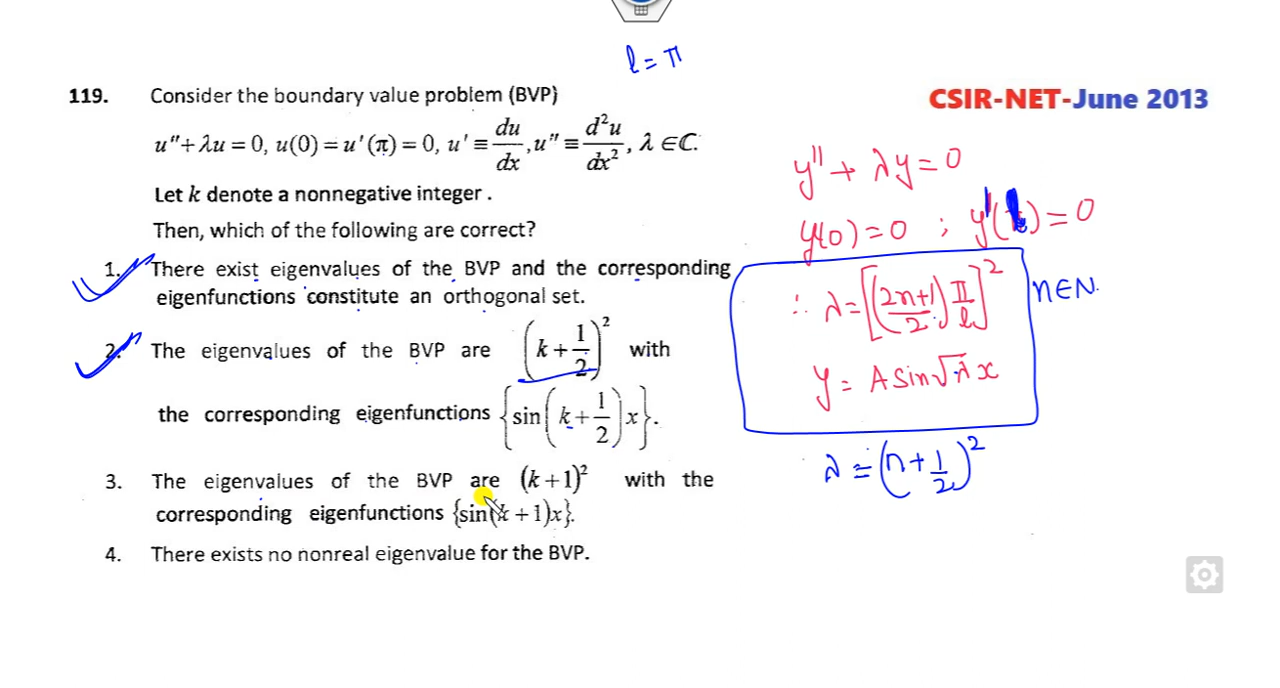 l = π
119. Consider the boundary value problem (BVP)
CSIR-NET-June 2013
u″+λu = 0, u(0) = u′(π) = 0, u′ ≡ du/dx, u″ ≡ d²u/dx², λ ∈ ℂ.
Let k denote a nonnegative integer .
Then, which of the following are correct?
1. There exist eigenvalues of the BVP and the corresponding
eigenfunctions constitute an orthogonal set.
2. The eigenvalues of the BVP are (k + 1/2)² with
the corresponding eigenfunctions {sin(k + 1/2)x}.
3. The eigenvalues of the BVP are (k+1)² with the
corresponding eigenfunctions {sin(k+1)x}.
4. There exists no nonreal eigenvalue for the BVP.
y″ + λy = 0
y(0) = 0 ; y′(l) = 0
∴ λ = [(2n+1/2) π/l]² n∈N.
y = A sin√λ x
λ = (n + 1/2)²